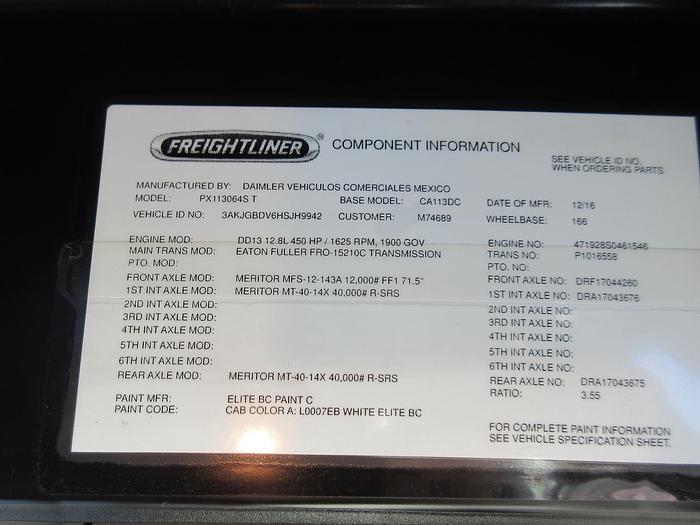 FREIGHTLINER® COMPONENT INFORMATION
SEE VEHICLE ID NO.
WHEN ORDERING PARTS
MANUFACTURED BY: DAIMLER VEHICULOS COMERCIALES MEXICO
MODEL: PX113064S T BASE MODEL: CA113DC DATE OF MFR: 12/16
VEHICLE ID NO: 3AKJGBDV6HSJH9942 CUSTOMER: M74689 WHEELBASE: 166
ENGINE MOD: DD13 12.8L 450 HP / 1625 RPM, 1900 GOV ENGINE NO: 471928S0461546
MAIN TRANS MOD: EATON FULLER FRO-15210C TRANSMISSION TRANS NO: P1016558
PTO. MOD: PTO. NO:
FRONT AXLE MOD: MERITOR MFS-12-143A 12,000# FF1 71.5" FRONT AXLE NO: DRF17044260
1ST INT AXLE MOD: MERITOR MT-40-14X 40,000# R-SRS 1ST INT AXLE NO: DRA17043676
2ND INT AXLE MOD: 2ND INT AXLE NO:
3RD INT AXLE MOD: 3RD INT AXLE NO:
4TH INT AXLE MOD: 4TH INT AXLE NO:
5TH INT AXLE MOD: 5TH INT AXLE NO:
6TH INT AXLE MOD: 6TH INT AXLE NO:
REAR AXLE MOD: MERITOR MT-40-14X 40,000# R-SRS REAR AXLE NO: DRA17043675
RATIO: 3.55
PAINT MFR: ELITE BC PAINT C
PAINT CODE: CAB COLOR A: L0007EB WHITE ELITE BC
FOR COMPLETE PAINT INFORMATION
SEE VEHICLE SPECIFICATION SHEET.